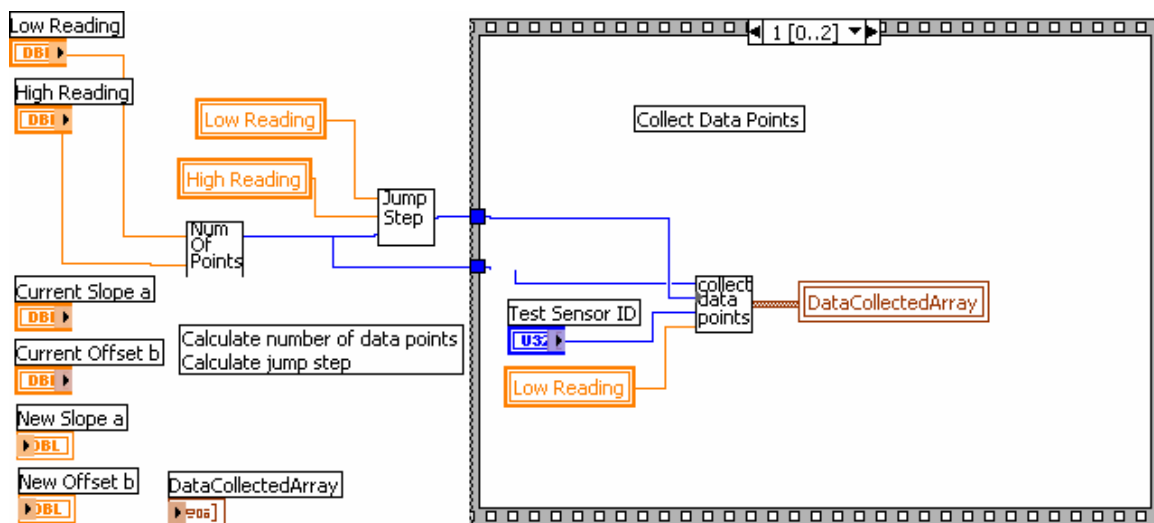 Low Reading
DBL
High Reading
DBL
Low Reading
High Reading
Jump
Step
Num
Of
Points
Current Slope a
DBL
Current Offset b
DBL
Calculate number of data points
Calculate jump step
New Slope a
DBL
New Offset b
DBL
DataCollectedArray
1 [0..2]
Collect Data Points
collect
data
points
Test Sensor ID
U32
Low Reading
DataCollectedArray